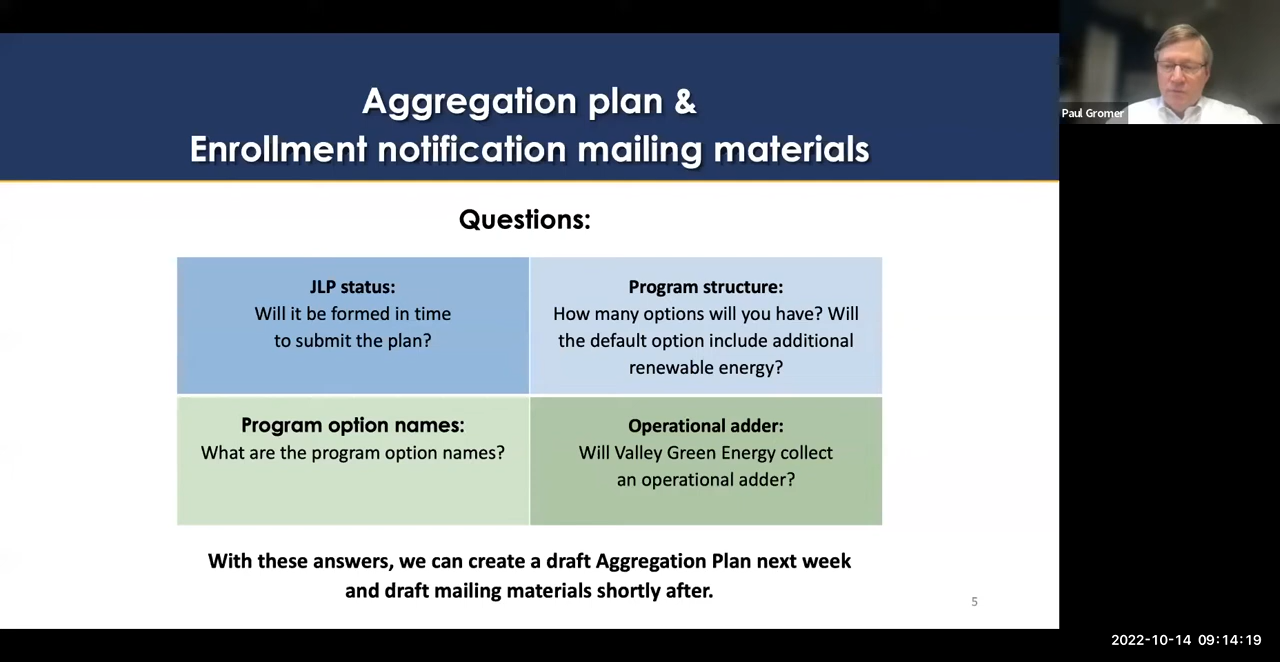 Aggregation plan &
Enrollment notification mailing materials
Questions:
JLP status:
Will it be formed in time
to submit the plan?
Program structure:
How many options will you have? Will
the default option include additional
renewable energy?
Program option names:
What are the program option names?
Operational adder:
Will Valley Green Energy collect
an operational adder?
With these answers, we can create a draft Aggregation Plan next week
and draft mailing materials shortly after.
5
Paul Gromer
2022-10-14 09:14:19